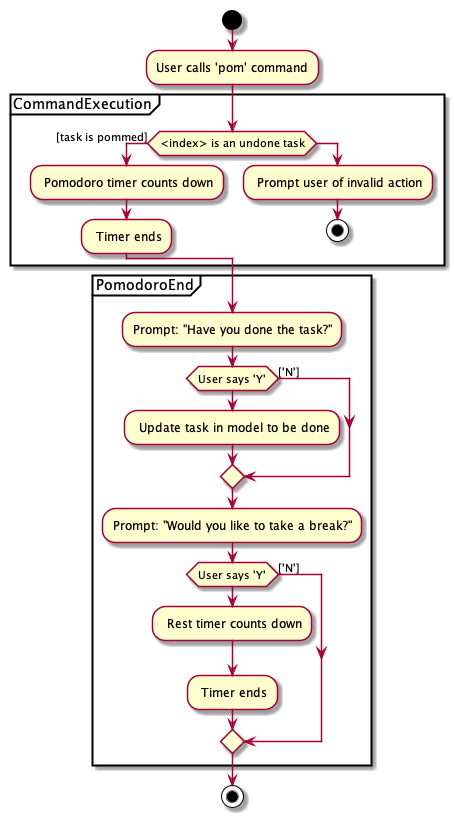 User calls 'pom' command
CommandExecution
[task is pommed]
<index> is an undone task
Pomodoro timer counts down
Prompt user of invalid action
Timer ends
PomodoroEnd
Prompt: "Have you done the task?"
User says 'Y'
['N']
Update task in model to be done
Prompt: "Would you like to take a break?"
User says 'Y'
['N']
Rest timer counts down
Timer ends